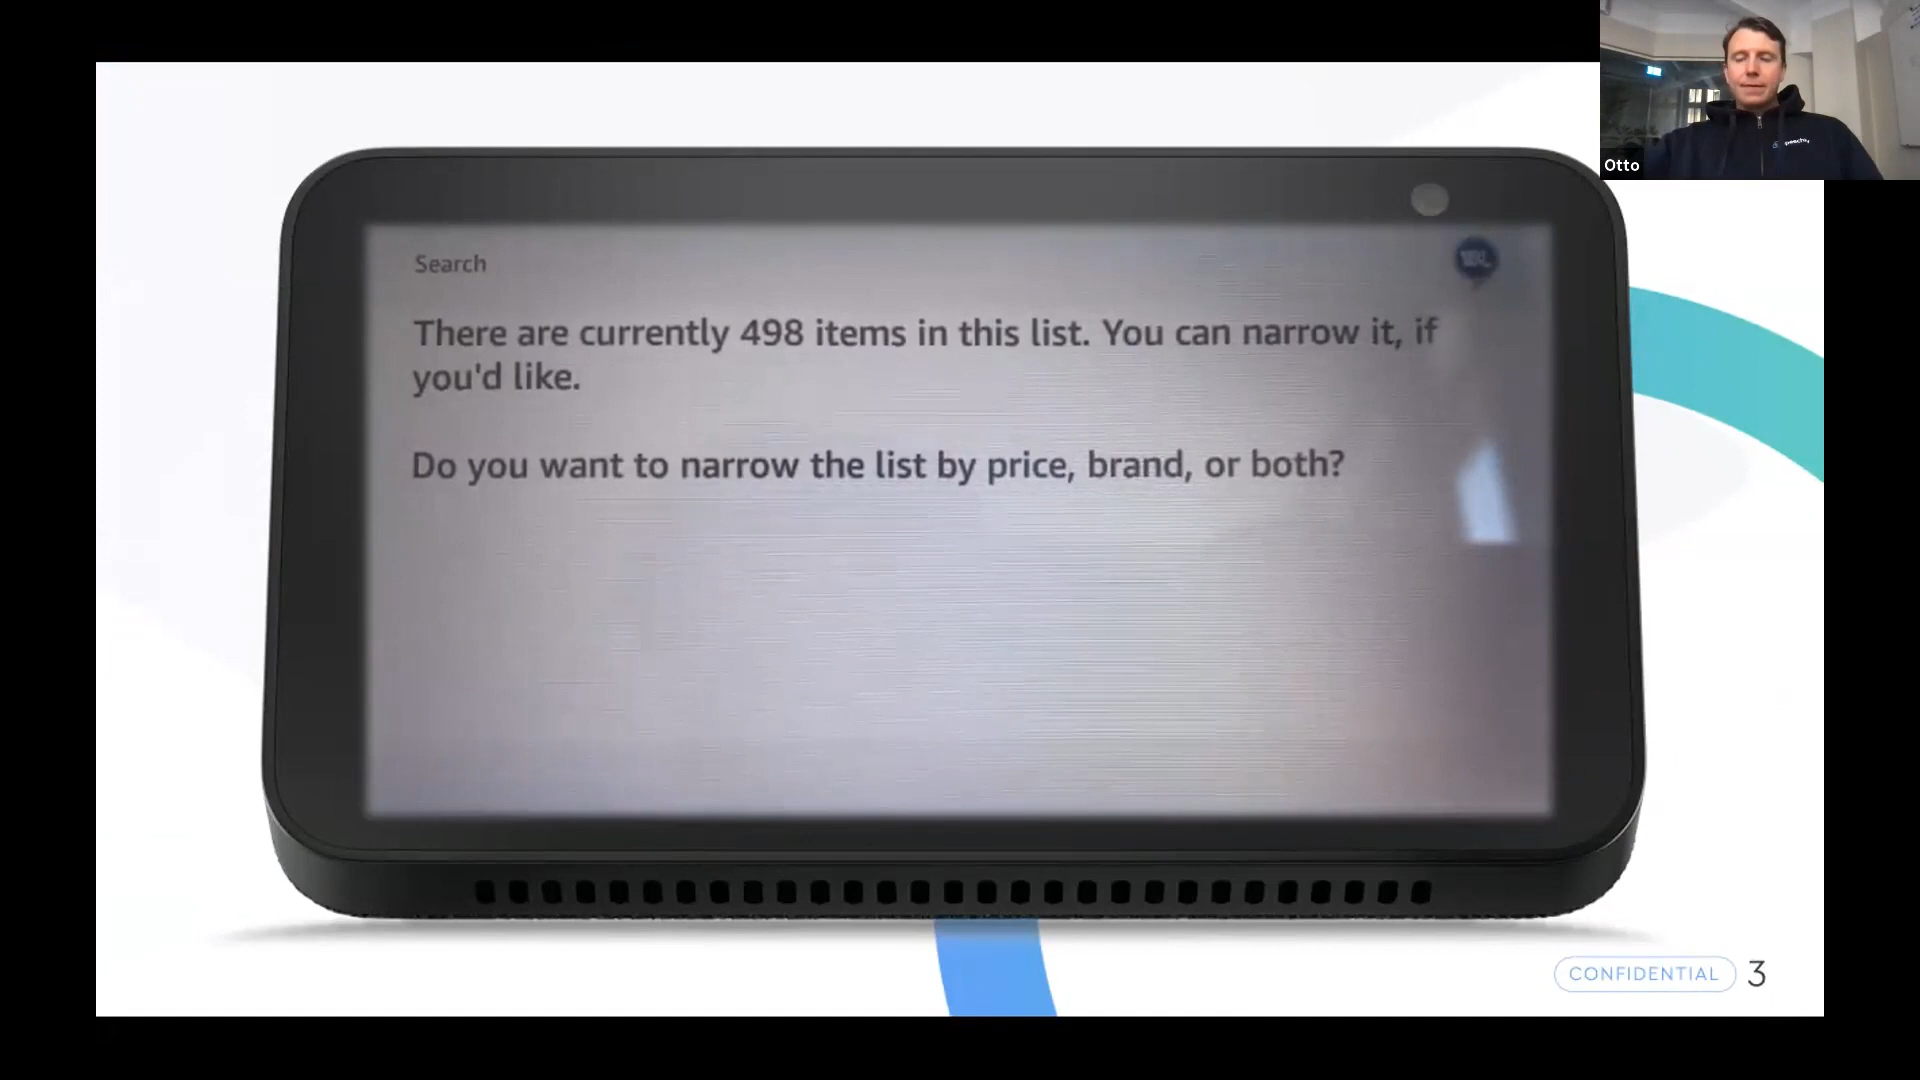 Otto
Search
There are currently 498 items in this list. You can narrow it, if
you'd like.
Do you want to narrow the list by price, brand, or both?
CONFIDENTIAL 3